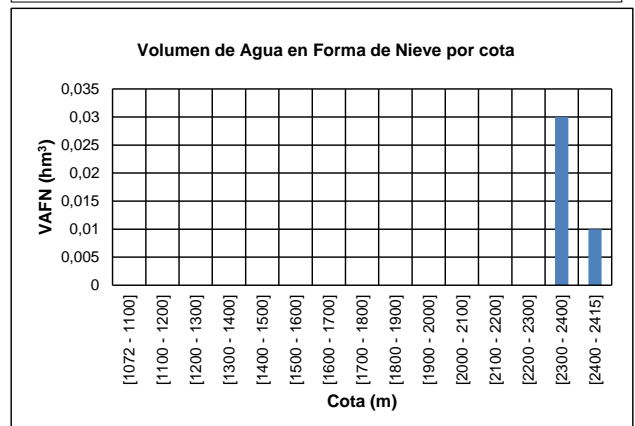 Volumen de Agua en Forma de Nieve por cota
0,035
0,03
0,025
0,02
0,015
0,01
0,005
0
VAFN (hm³)
[1072 - 1100]
[1100 - 1200]
[1200 - 1300]
[1300 - 1400]
[1400 - 1500]
[1500 - 1600]
[1600 - 1700]
[1700 - 1800]
[1800 - 1900]
[1900 - 2000]
[2000 - 2100]
[2100 - 2200]
[2200 - 2300]
[2300 - 2400]
[2400 - 2415]
Cota (m)